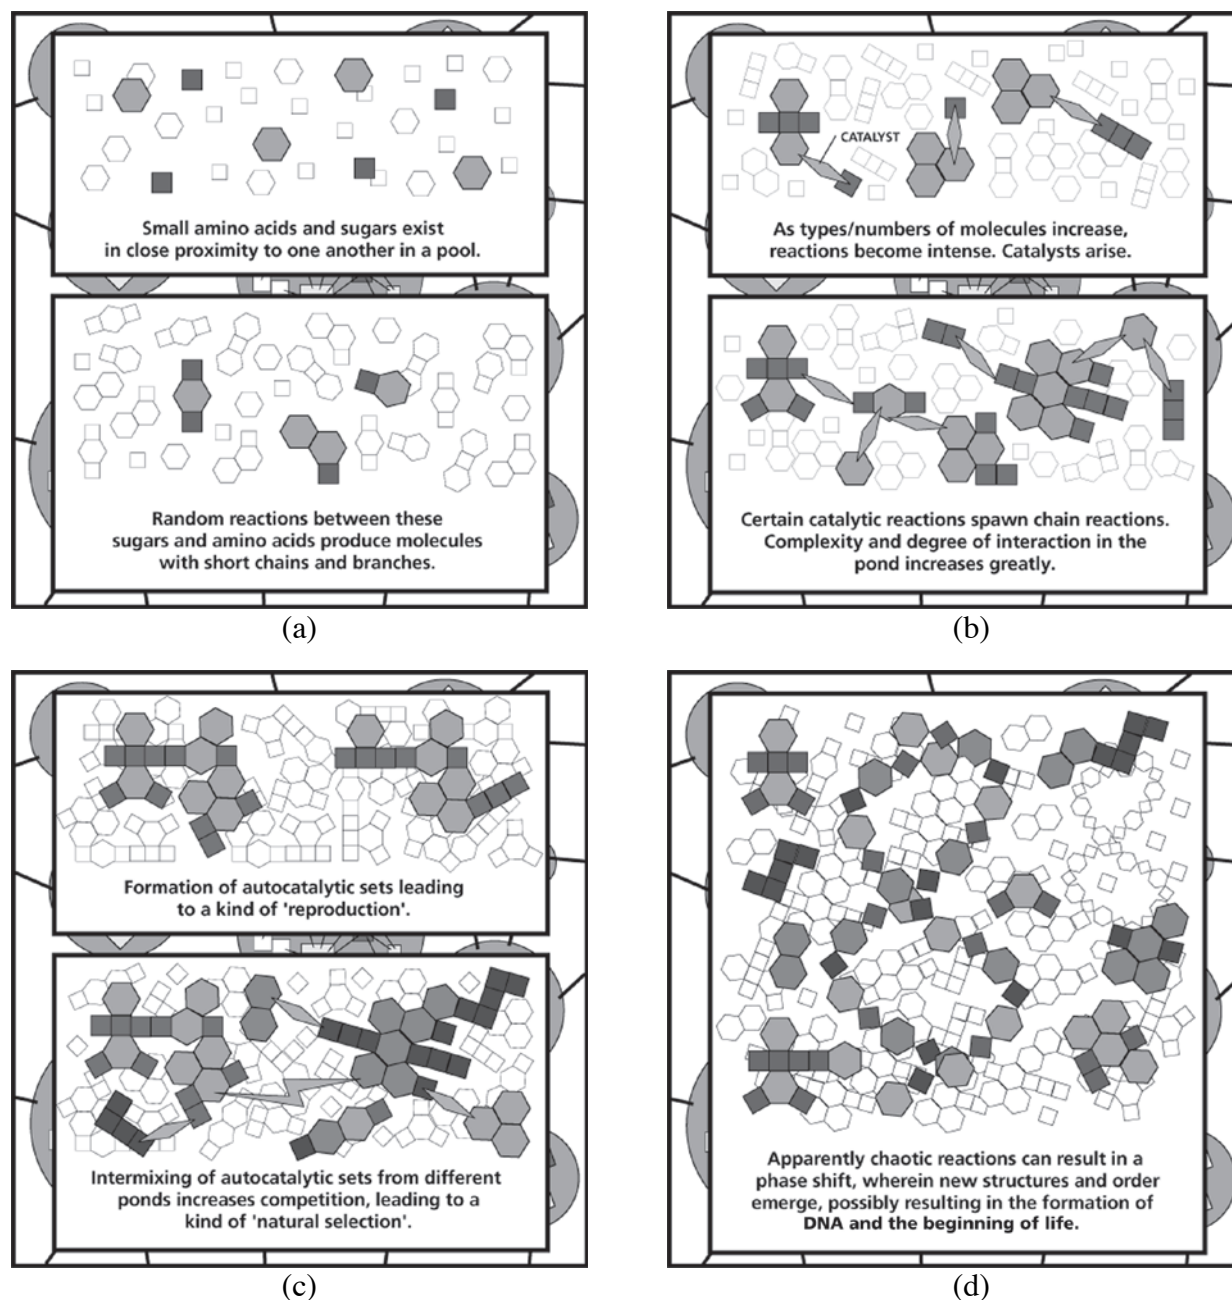 Small amino acids and sugars exist
in close proximity to one another in a pool.
Random reactions between these
sugars and amino acids produce molecules
with short chains and branches.
(a)
CATALYST
As types/numbers of molecules increase,
reactions become intense. Catalysts arise.
Certain catalytic reactions spawn chain reactions.
Complexity and degree of interaction in the
pond increases greatly.
(b)
Formation of autocatalytic sets leading
to a kind of 'reproduction'.
Intermixing of autocatalytic sets from different
ponds increases competition, leading to a
kind of 'natural selection'.
(c)
Apparently chaotic reactions can result in a
phase shift, wherein new structures and order
emerge, possibly resulting in the formation of
DNA and the beginning of life.
(d)